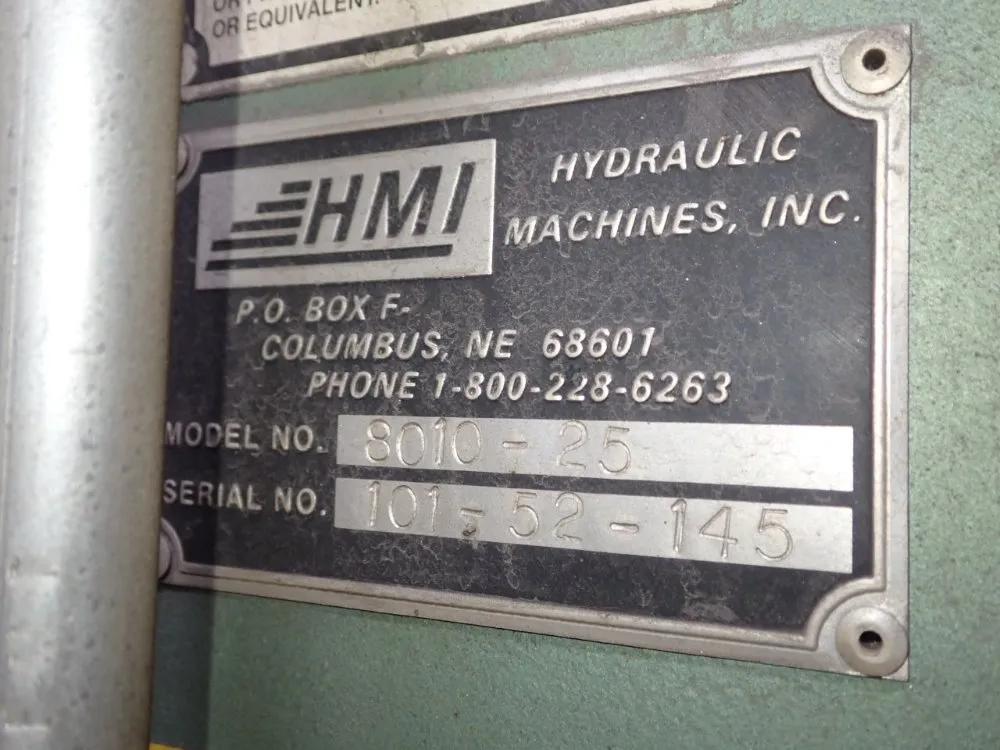 OR EQUIVALENT.
HMI
HYDRAULIC
MACHINES, INC.
P.O. BOX F-
COLUMBUS, NE 68601
PHONE 1-800-228-6263
MODEL NO. 8010-25
SERIAL NO. 101-52-145